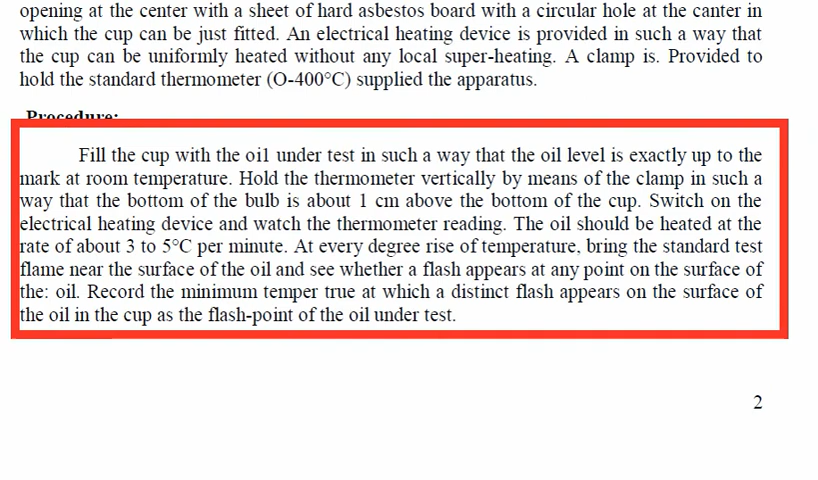 opening at the center with a sheet of hard asbestos board with a circular hole at the canter in
which the cup can be just fitted. An electrical heating device is provided in such a way that
the cup can be uniformly heated without any local super-heating. A clamp is. Provided to
hold the standard thermometer (O-400°C) supplied the apparatus.
Procedure:
Fill the cup with the oi1 under test in such a way that the oil level is exactly up to the
mark at room temperature. Hold the thermometer vertically by means of the clamp in such a
way that the bottom of the bulb is about 1 cm above the bottom of the cup. Switch on the
electrical heating device and watch the thermometer reading. The oil should be heated at the
rate of about 3 to 5°C per minute. At every degree rise of temperature, bring the standard test
flame near the surface of the oil and see whether a flash appears at any point on the surface of
the: oil. Record the minimum temper true at which a distinct flash appears on the surface of
the oil in the cup as the flash-point of the oil under test.
2